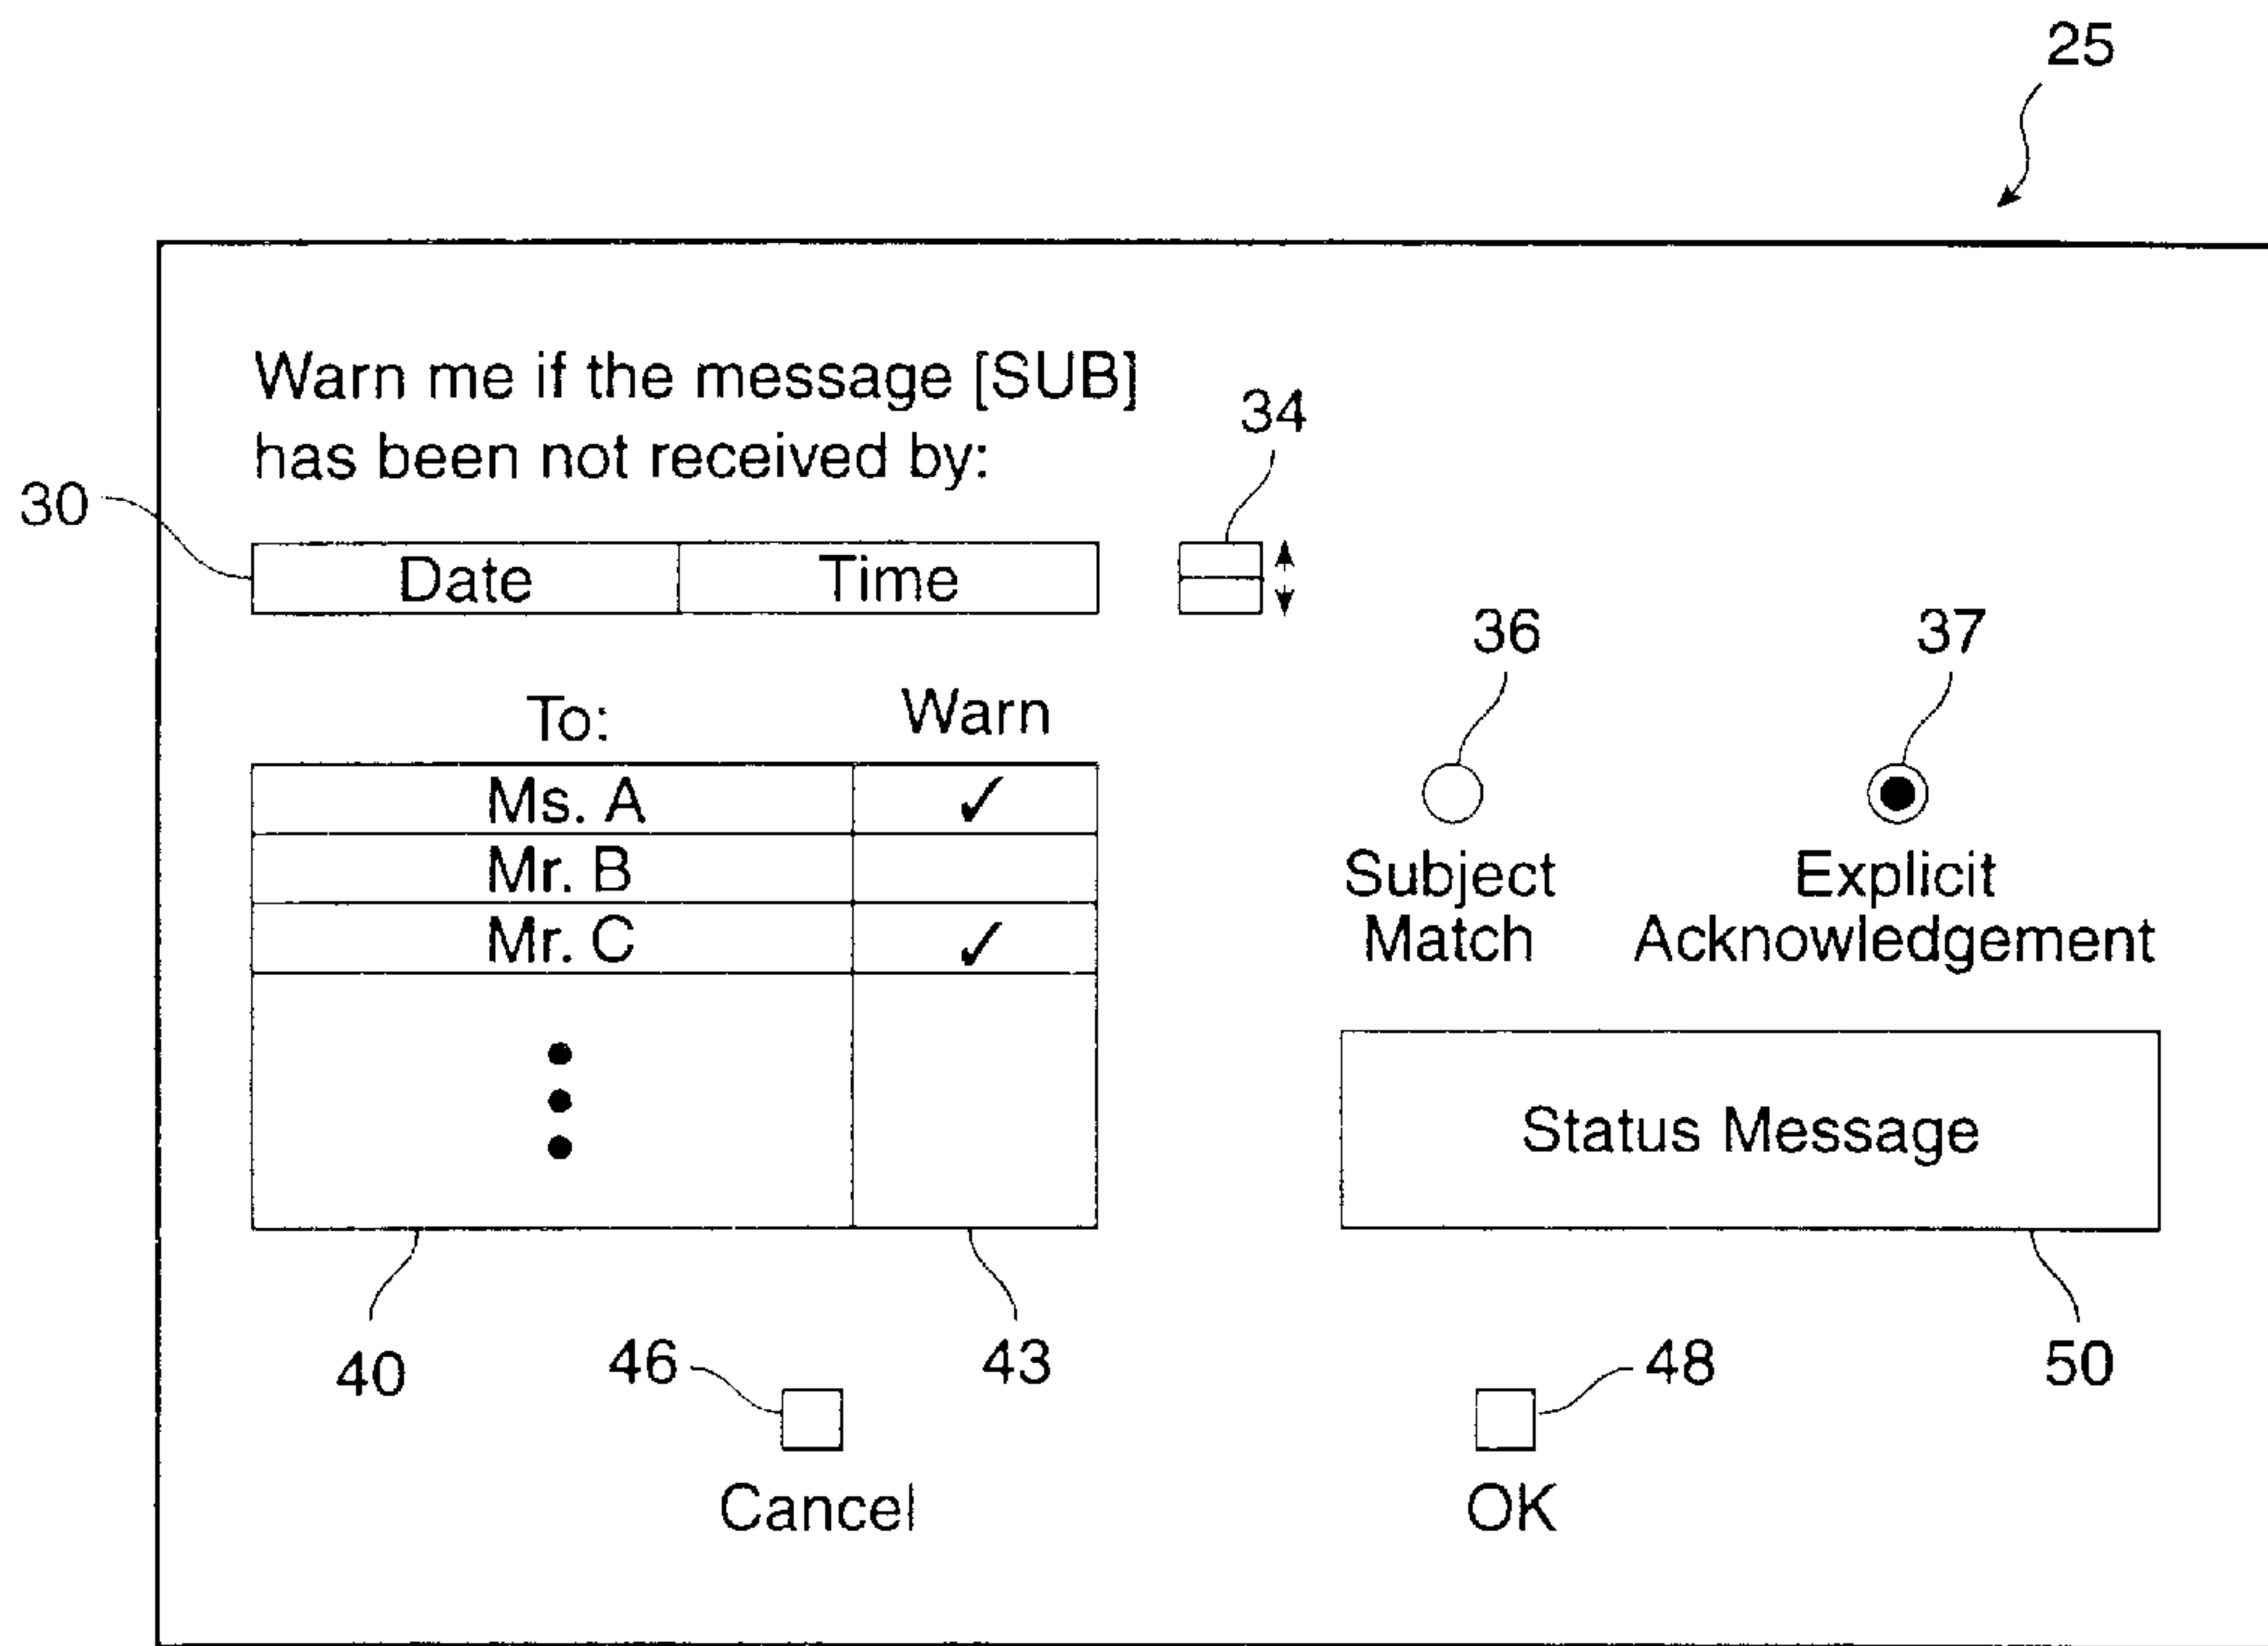 25
Warn me if the message [SUB]
has been not received by:
34
30
Date Time
36 37
To: Warn
Ms. A ✓
Mr. B
Mr. C ✓
Subject
Match
Explicit
Acknowledgement
Status Message
40 46 43 48 50
Cancel OK